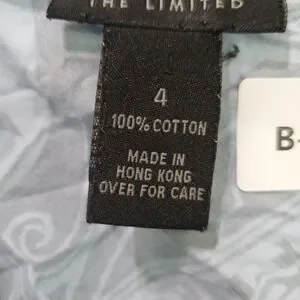 THE LIMITED
4
100% COTTON
MADE IN
HONG KONG
OVER FOR CARE
B-